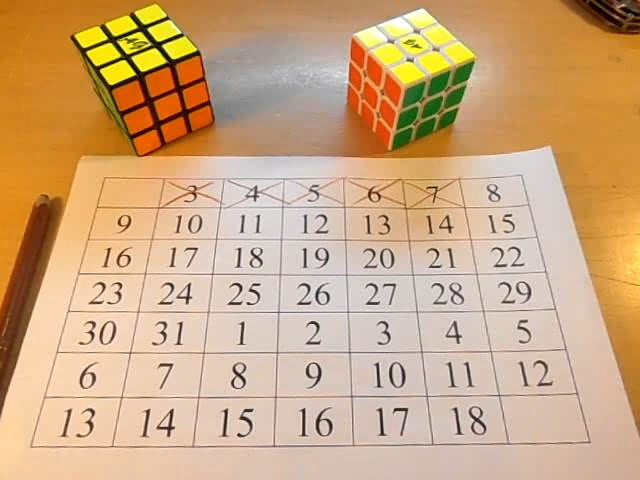 3 4 5 6 7 8
9 10 11 12 13 14 15
16 17 18 19 20 21 22
23 24 25 26 27 28 29
30 31 1 2 3 4 5
6 7 8 9 10 11 12
13 14 15 16 17 18